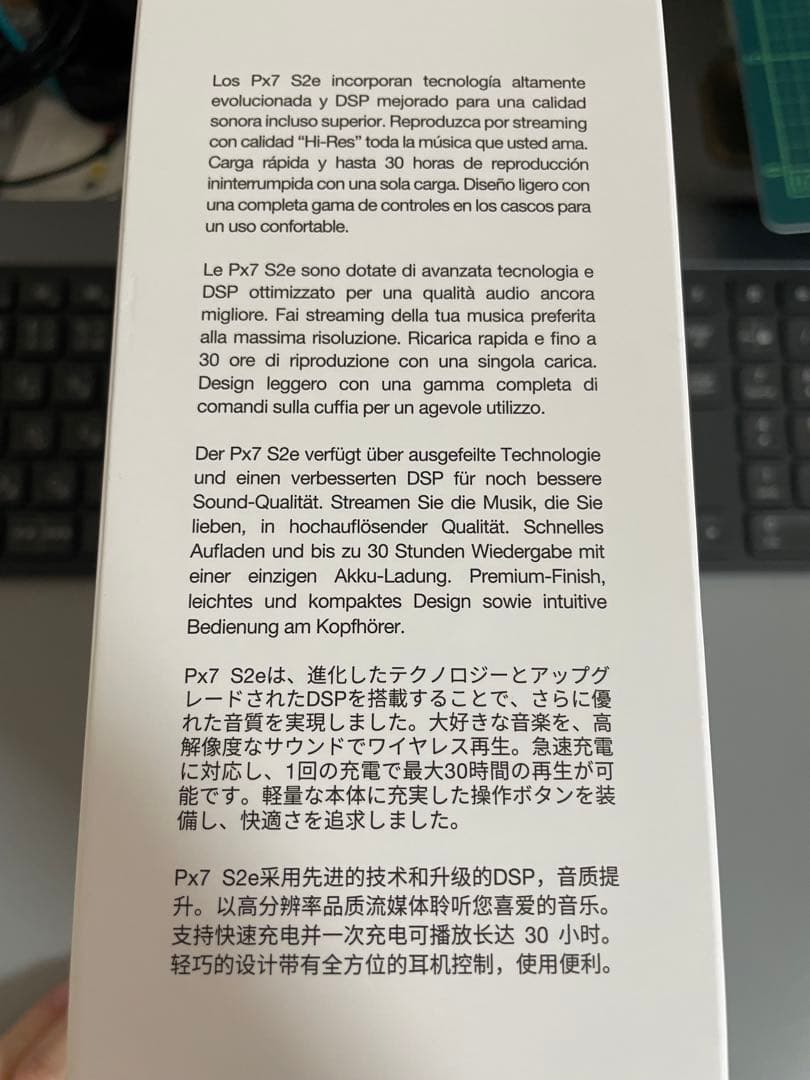 Los Px7 S2e incorporan tecnología altamente
evolucionada y DSP mejorado para una calidad
sonora incluso superior. Reproduzca por streaming
con calidad “Hi-Res” toda la música que usted ama.
Carga rápida y hasta 30 horas de reproducción
ininterrumpida con una sola carga. Diseño ligero con
una completa gama de controles en los cascos para
un uso confortable.
Le Px7 S2e sono dotate di avanzata tecnologia e
DSP ottimizzato per una qualità audio ancora
migliore. Fai streaming della tua musica preferita
alla massima risoluzione. Ricarica rapida e fino a
30 ore di riproduzione con una singola carica.
Design leggero con una gamma completa di
comandi sulla cuffia per un agevole utilizzo.
Der Px7 S2e verfügt über ausgefeilte Technologie
und einen verbesserten DSP für noch bessere
Sound-Qualität. Streamen Sie die Musik, die Sie
lieben, in hochauflösender Qualität. Schnelles
Aufladen und bis zu 30 Stunden Wiedergabe mit
einer einzigen Akku-Ladung. Premium-Finish,
leichtes und kompaktes Design sowie intuitive
Bedienung am Kopfhörer.
Px7 S2eは、進化したテクノロジーとアップグ
レードされたDSPを搭載することで、さらに優
れた音質を実現しました。大好きな音楽を、高
解像度なサウンドでワイヤレス再生。急速充電
に対応し、1回の充電で最大30時間の再生が可
能です。軽量な本体に充実した操作ボタンを装
備し、快適さを追求しました。
Px7 S2e采用先进的技术和升级的DSP，音质提
升。以高分辨率品质流媒体聆听您喜爱的音乐。
支持快速充电并一次充电可播放长达 30 小时。
轻巧的设计带有全方位的耳机控制，使用便利。